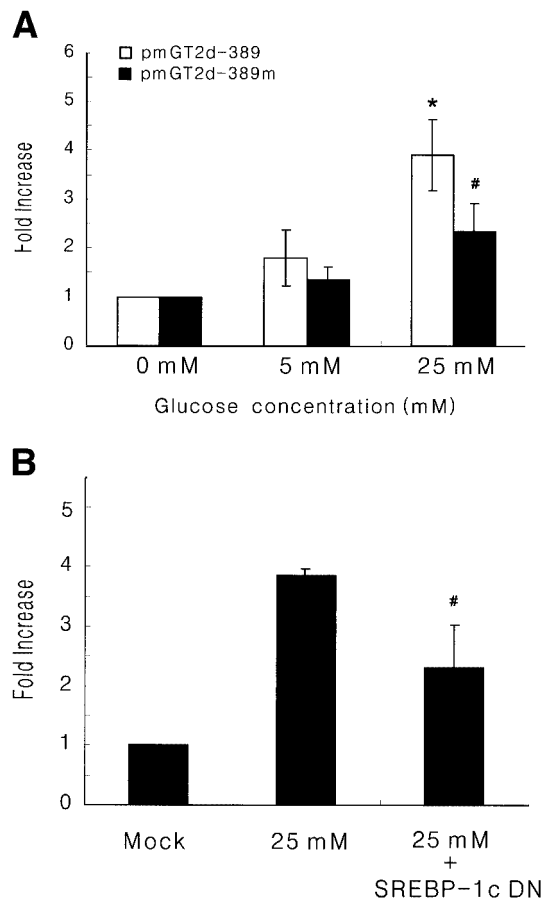 A
pmGT2d-389
pmGT2d-389m
Fold Increase
6
5
4
3
2
1
0
*
#
0 mM
5 mM
25 mM
Glucose concentration (mM)
B
Fold Increase
5
4
3
2
1
0
#
Mock
25 mM
25 mM
+
SREBP-1c DN